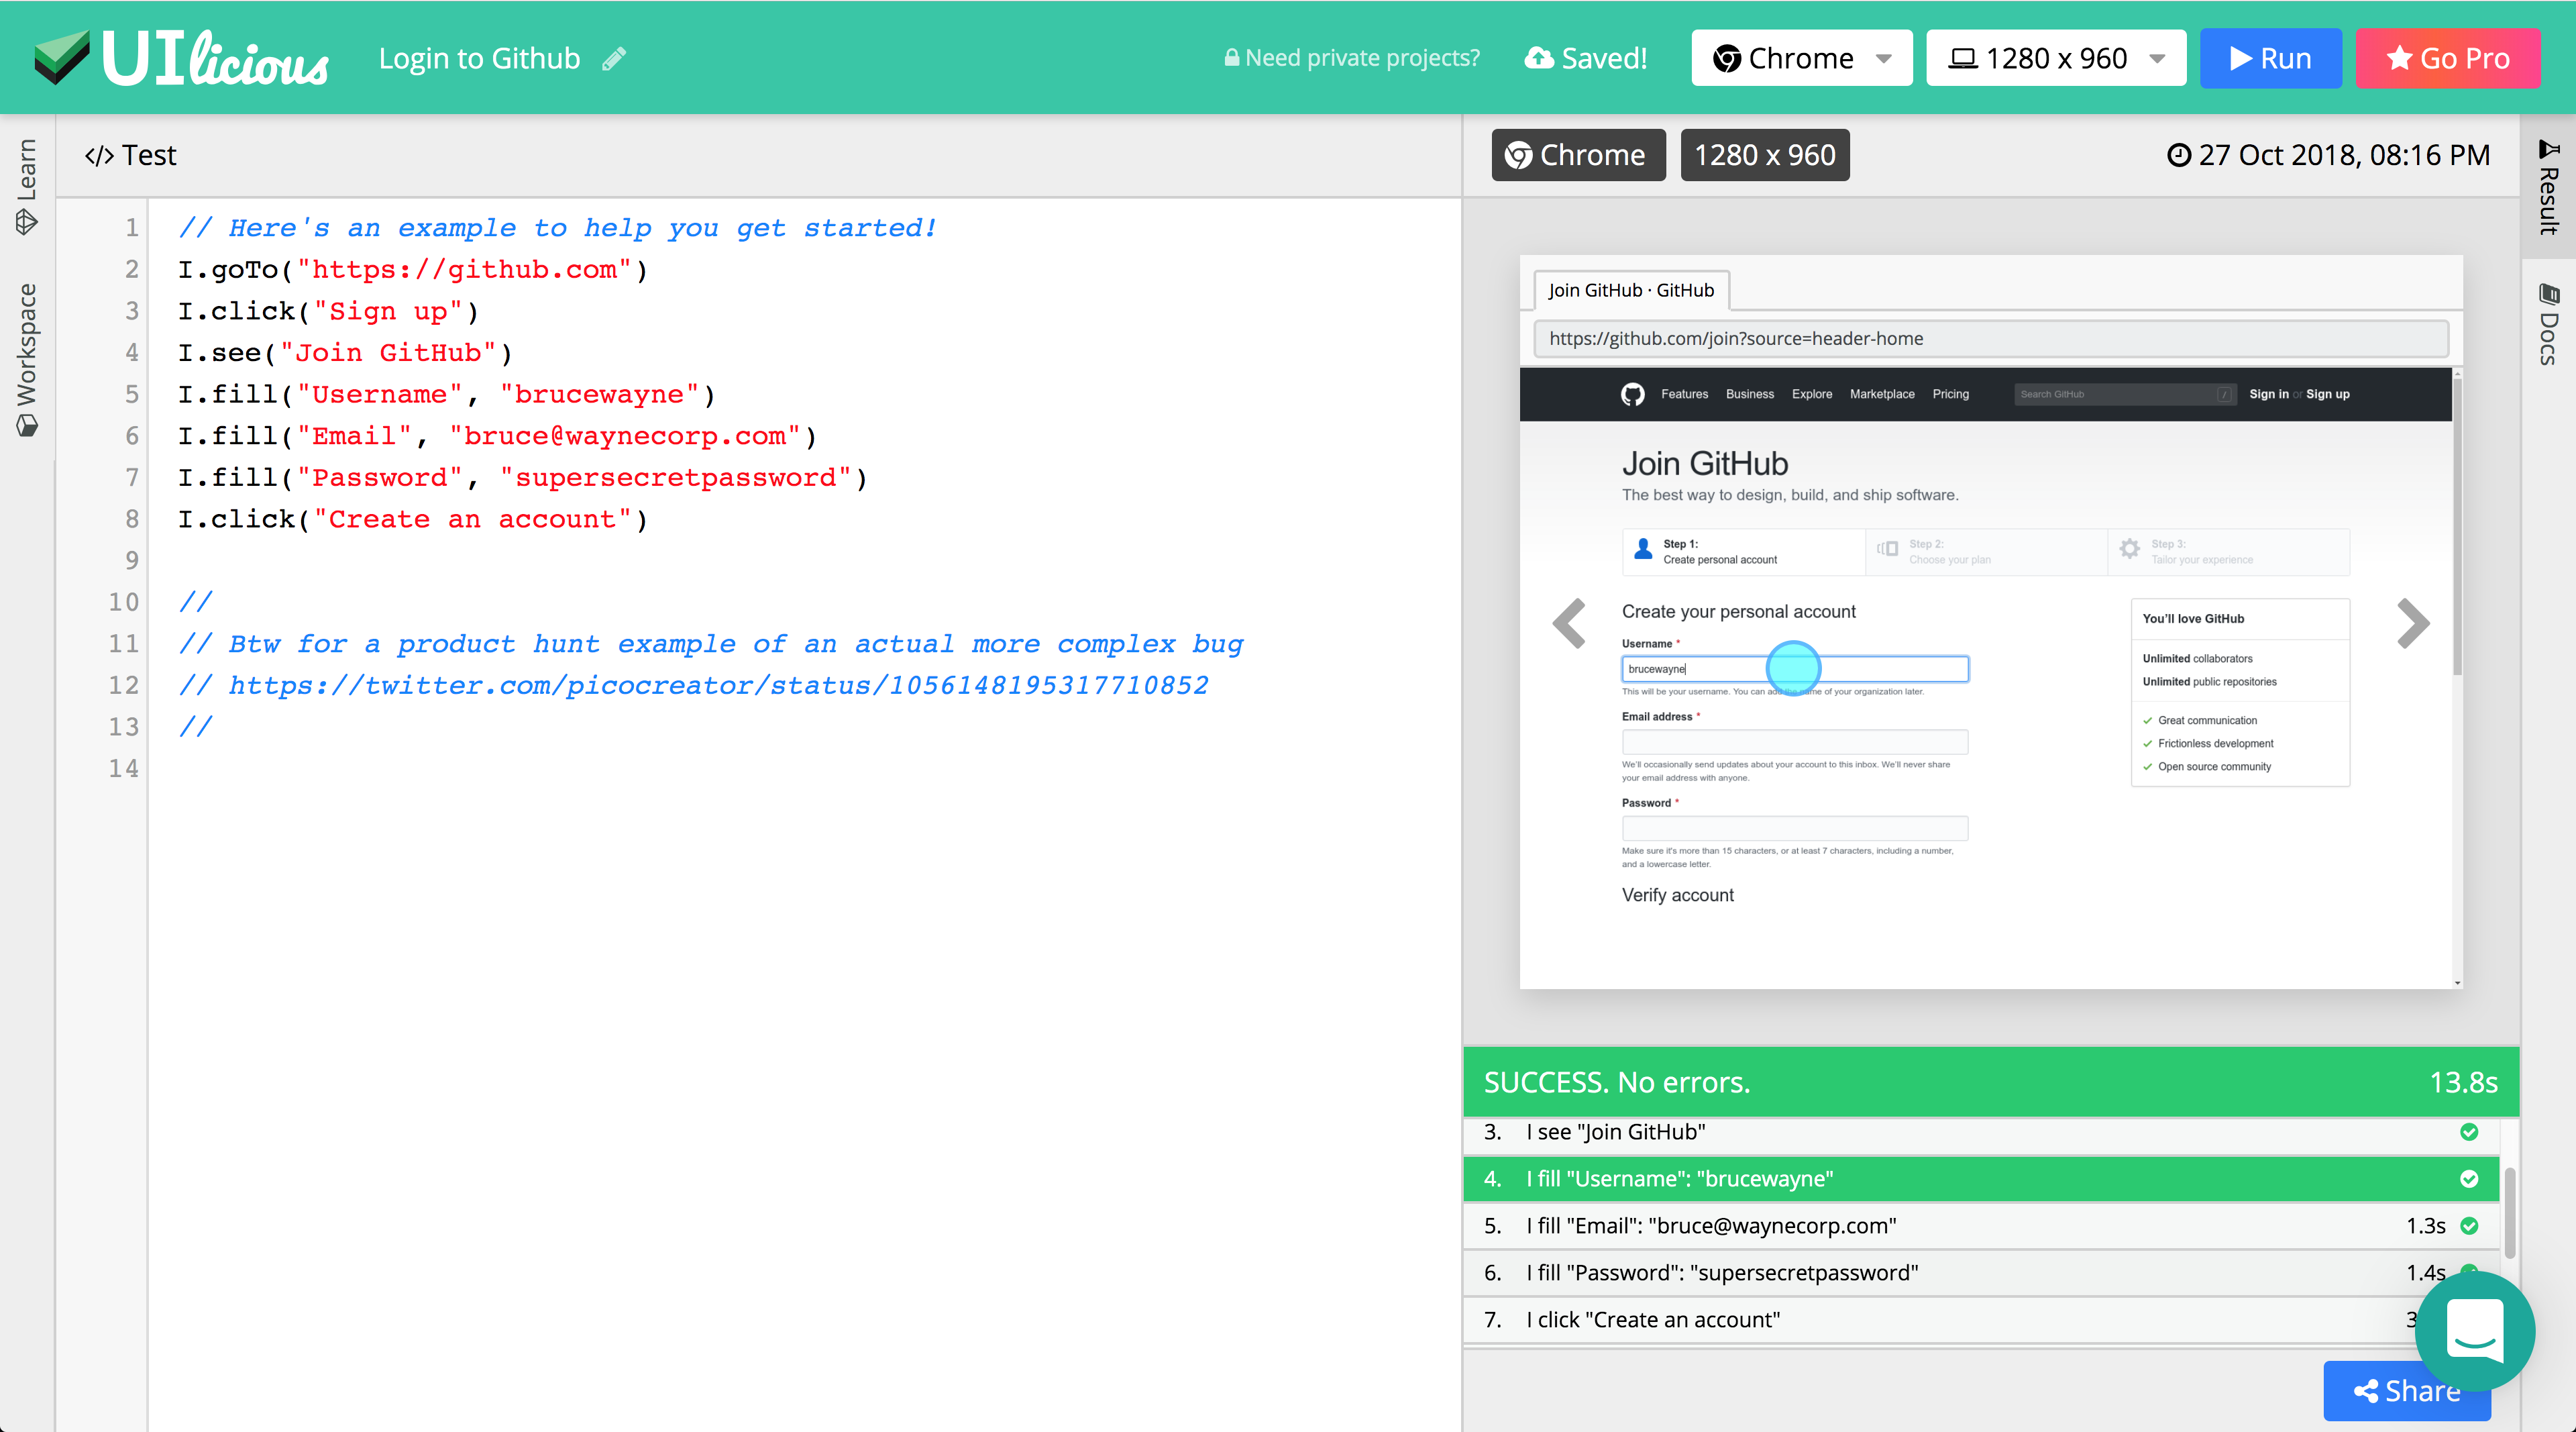 UIlicious
Login to Github
Need private projects?
Saved!
Chrome
1280 x 960
Run
Go Pro
Learn
Workspace
</> Test
1 // Here's an example to help you get started!
2 I.goTo("https://github.com")
3 I.click("Sign up")
4 I.see("Join GitHub")
5 I.fill("Username", "brucewayne")
6 I.fill("Email", "bruce@waynecorp.com")
7 I.fill("Password", "supersecretpassword")
8 I.click("Create an account")
9
10 //
11 // Btw for a product hunt example of an actual more complex bug
12 // https://twitter.com/picocreator/status/1056148195317710852
13 //
14
Chrome
1280 x 960
27 Oct 2018, 08:16 PM
Result
Docs
Join GitHub · GitHub
https://github.com/join?source=header-home
Features Business Explore Marketplace Pricing
Search GitHub /
Sign in or Sign up
Join GitHub
The best way to design, build, and ship software.
Step 1:
Create personal account
Step 2:
Choose your plan
Step 3:
Tailor your experience
Create your personal account
Username *
brucewayne
This will be your username. You can add the name of your organization later.
Email address *
We'll occasionally send updates about your account to this inbox. We'll never share
your email address with anyone.
Password *
Make sure it's more than 15 characters, or at least 7 characters, including a number,
and a lowercase letter.
Verify account
You'll love GitHub
Unlimited collaborators
Unlimited public repositories
Great communication
Frictionless development
Open source community
SUCCESS. No errors. 13.8s
3. I see "Join GitHub"
4. I fill "Username": "brucewayne"
5. I fill "Email": "bruce@waynecorp.com" 1.3s
6. I fill "Password": "supersecretpassword" 1.4s
7. I click "Create an account"
Share